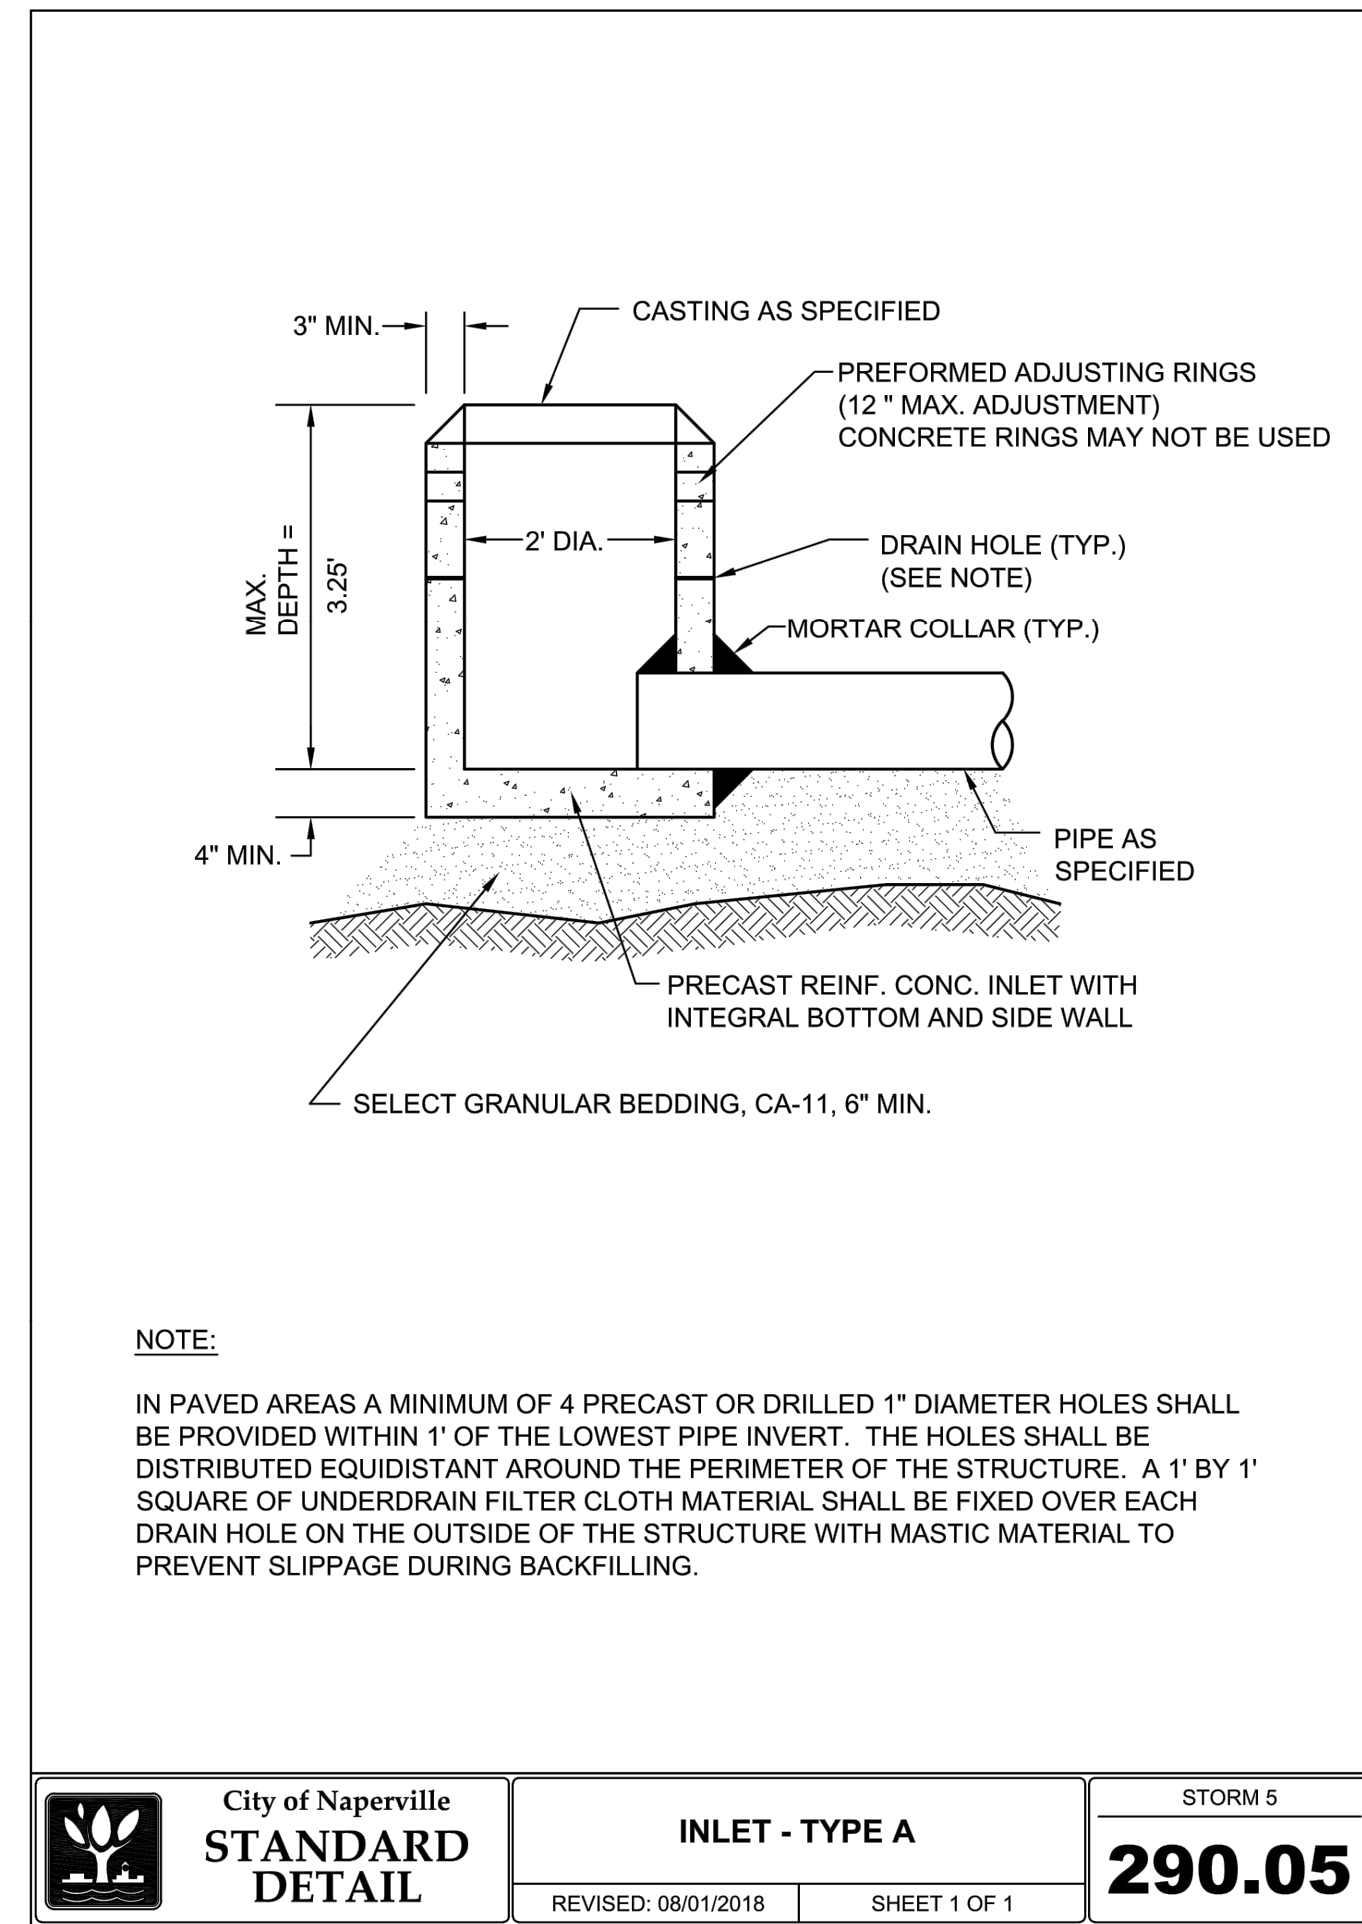 3" MIN.
CASTING AS SPECIFIED
PREFORMED ADJUSTING RINGS
(12 " MAX. ADJUSTMENT)
CONCRETE RINGS MAY NOT BE USED
MAX.
DEPTH =
3.25'
2' DIA.
DRAIN HOLE (TYP.)
(SEE NOTE)
MORTAR COLLAR (TYP.)
4" MIN.
PIPE AS
SPECIFIED
PRECAST REINF. CONC. INLET WITH
INTEGRAL BOTTOM AND SIDE WALL
SELECT GRANULAR BEDDING, CA-11, 6" MIN.
NOTE:
IN PAVED AREAS A MINIMUM OF 4 PRECAST OR DRILLED 1" DIAMETER HOLES SHALL
BE PROVIDED WITHIN 1' OF THE LOWEST PIPE INVERT.  THE HOLES SHALL BE
DISTRIBUTED EQUIDISTANT AROUND THE PERIMETER OF THE STRUCTURE.  A 1' BY 1'
SQUARE OF UNDERDRAIN FILTER CLOTH MATERIAL SHALL BE FIXED OVER EACH
DRAIN HOLE ON THE OUTSIDE OF THE STRUCTURE WITH MASTIC MATERIAL TO
PREVENT SLIPPAGE DURING BACKFILLING.
City of Naperville
STANDARD
DETAIL
INLET - TYPE A
REVISED: 08/01/2018
SHEET 1 OF 1
STORM 5
290.05